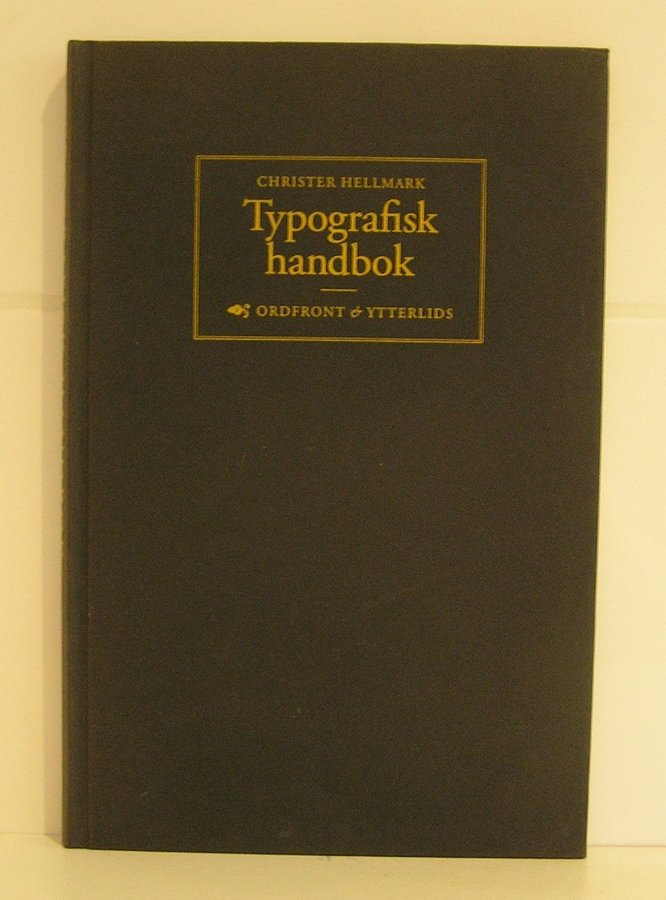 CHRISTER HELLMARK
Typografisk
handbok
ORDFRONT & YTTERLIDS